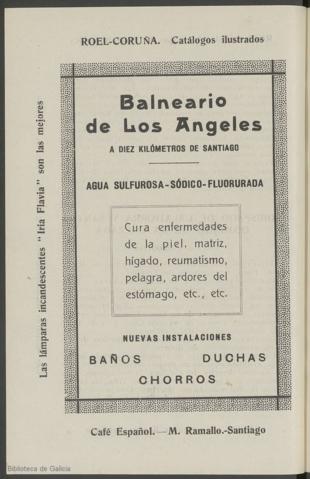 ROEL-CORUÑA. Catálogos ilustrados
Las lámparas incandescentes "Iria Flavia" son las mejores
Balneario
de Los Angeles
A DIEZ KILÓMETROS DE SANTIAGO
AGUA SULFUROSA-SÓDICO-FLUORURADA
Cura enfermedades
de la piel, matriz,
hígado, reumatismo,
pelagra, ardores del
estómago, etc., etc.
NUEVAS INSTALACIONES
BAÑOS DUCHAS
CHORROS
Café Español.—M. Ramallo.-Santiago
Biblioteca de Galicia